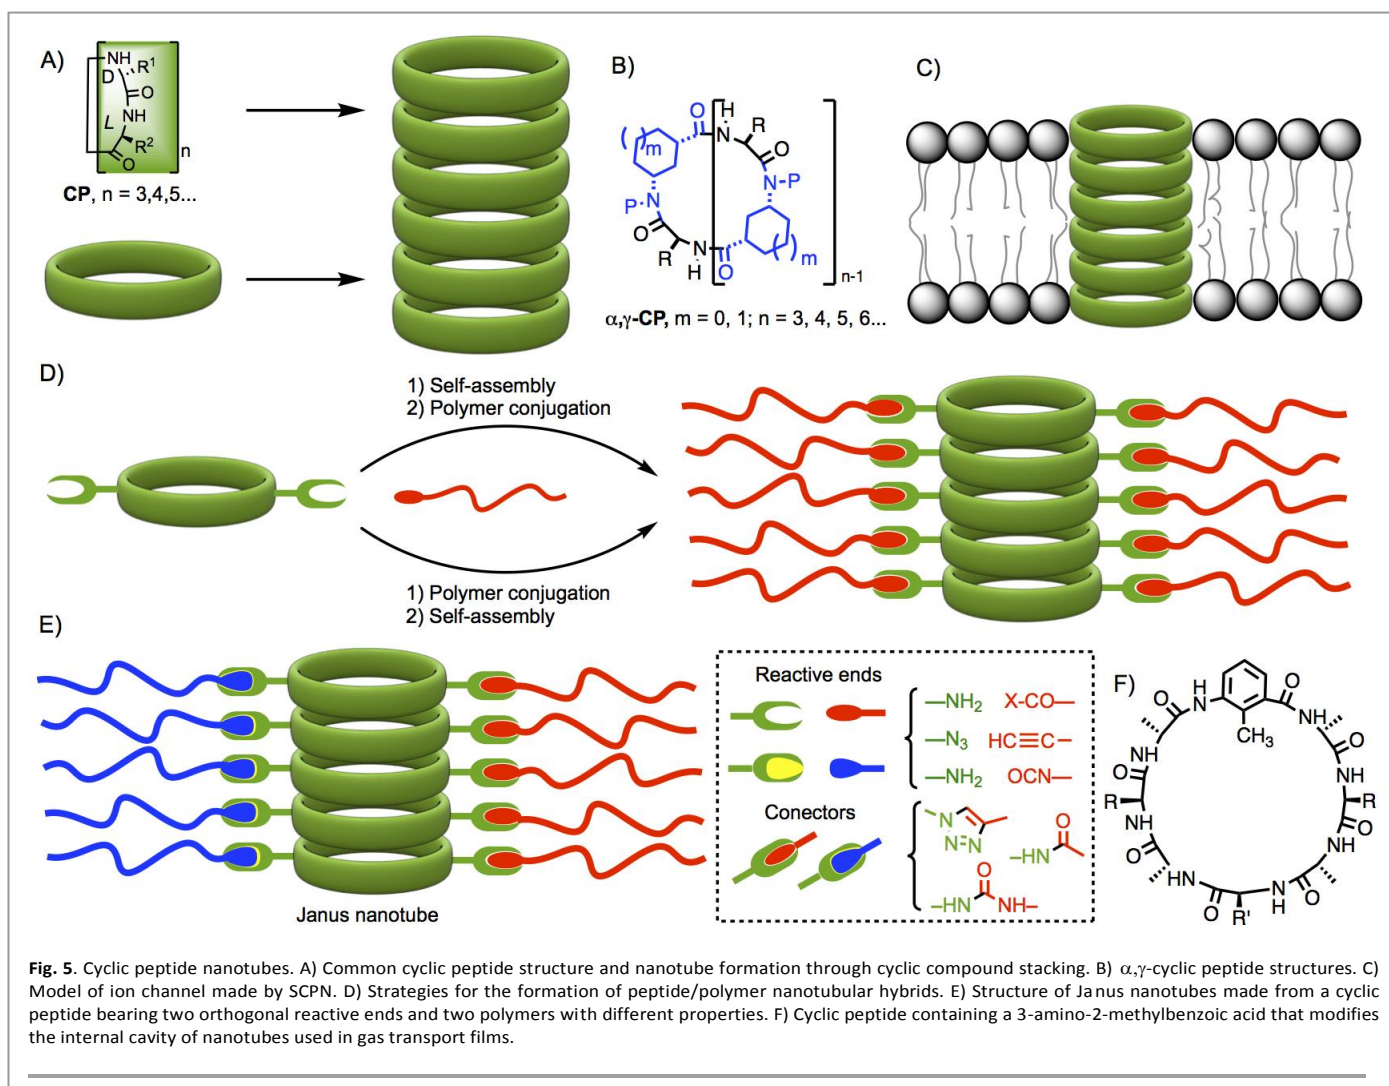 A)
NH
D
R1
O
NH
L
R2
O
n
CP, n = 3,4,5...
B)
O
H
N
R
O
( )m
N-P
P-N
O
R
N
H
O
( )m
n-1
α,γ-CP, m = 0, 1; n = 3, 4, 5, 6...
C)
D)
1) Self-assembly
2) Polymer conjugation
1) Polymer conjugation
2) Self-assembly
E)
Janus nanotube
Reactive ends
–NH2 X-CO–
–N3 HC≡C–
–NH2 OCN–
Conectors
N
N=N
O
–HN
O
–HN NH–
F)
O
H
N
O
NH
CH3
O
NH
O
R
NH
O
HN
O
R'
N
H
O
NH
O
R
NH
O
Fig. 5. Cyclic peptide nanotubes. A) Common cyclic peptide structure and nanotube formation through cyclic compound stacking. B) α,γ-cyclic peptide structures. C)
Model of ion channel made by SCPN. D) Strategies for the formation of peptide/polymer nanotubular hybrids. E) Structure of Janus nanotubes made from a cyclic
peptide bearing two orthogonal reactive ends and two polymers with different properties. F) Cyclic peptide containing a 3-amino-2-methylbenzoic acid that modifies
the internal cavity of nanotubes used in gas transport films.